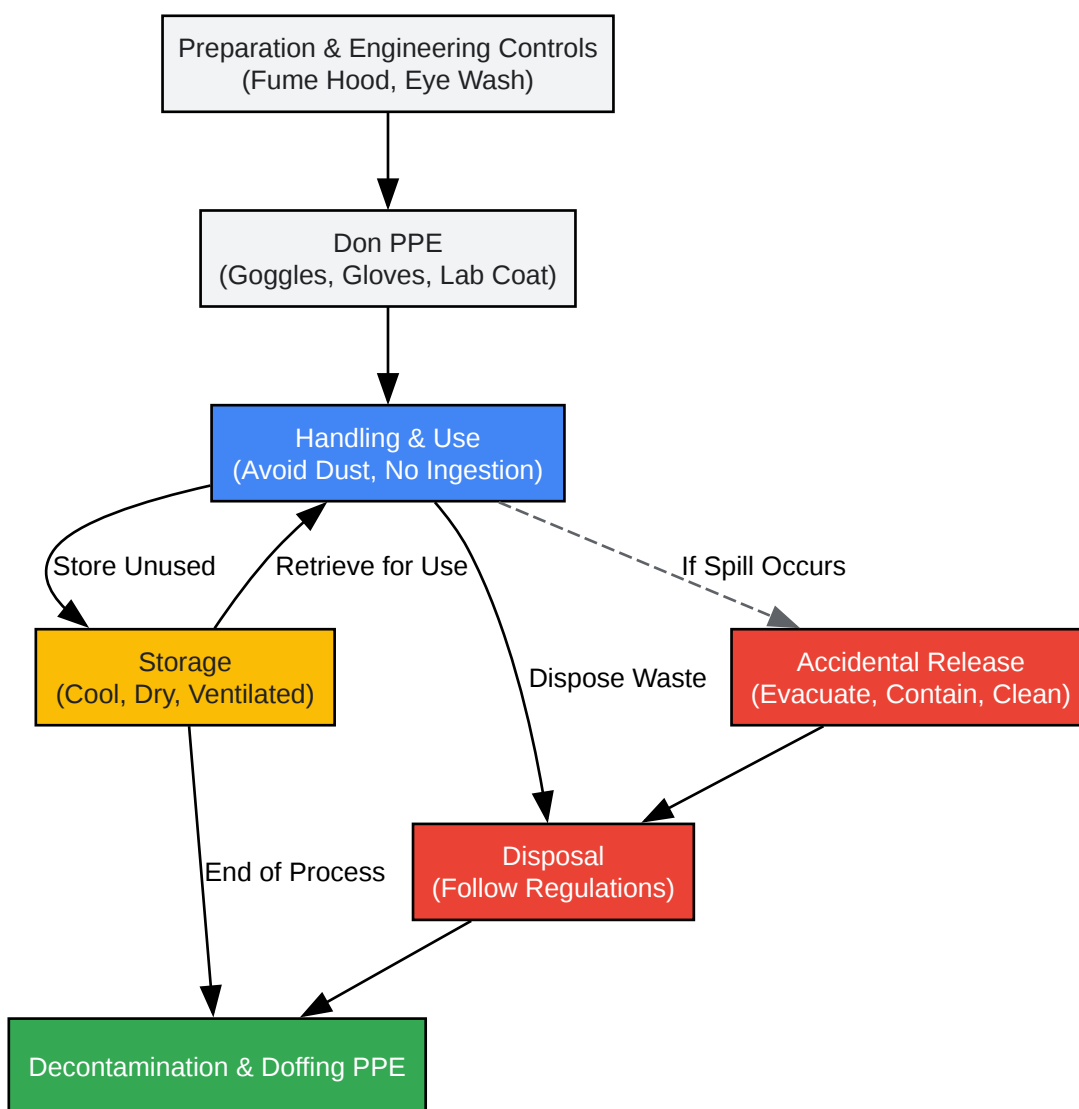 Preparation & Engineering Controls
(Fume Hood, Eye Wash)
Don PPE
(Goggles, Gloves, Lab Coat)
Handling & Use
(Avoid Dust, No Ingestion)
Store Unused
Retrieve for Use
If Spill Occurs
Storage
(Cool, Dry, Ventilated)
Dispose Waste
Accidental Release
(Evacuate, Contain, Clean)
Disposal
(Follow Regulations)
End of Process
Decontamination & Doffing PPE